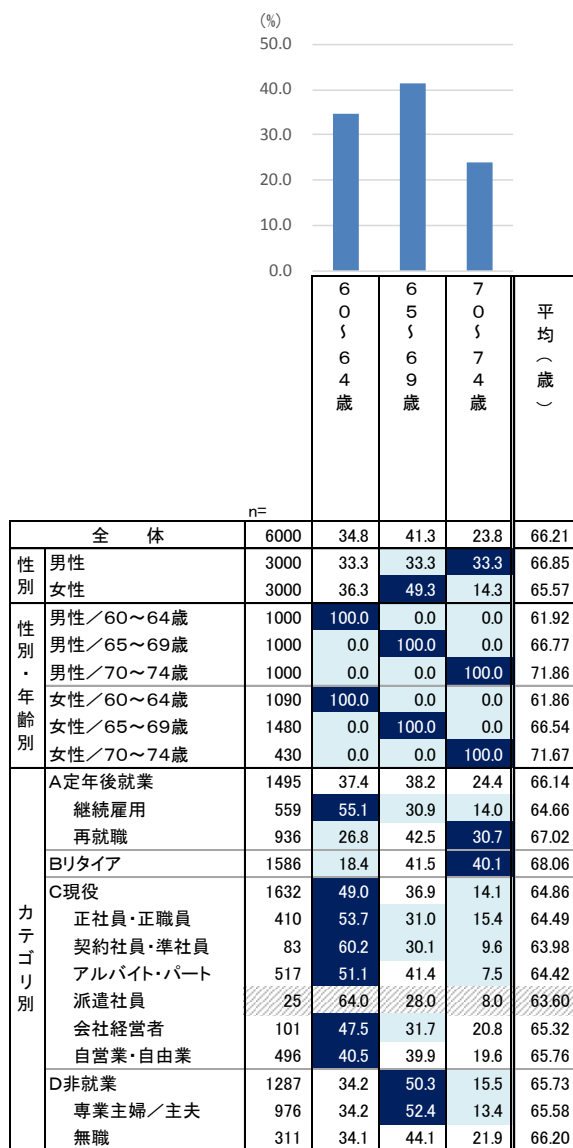 (%)
50.0
40.0
30.0
20.0
10.0
0.0
60～64歳
65～69歳
70～74歳
平均（歳）
n=
全 体 6000 34.8 41.3 23.8 66.21
性別
男性 3000 33.3 33.3 33.3 66.85
女性 3000 36.3 49.3 14.3 65.57
性別・年齢別
男性／60～64歳 1000 100.0 0.0 0.0 61.92
男性／65～69歳 1000 0.0 100.0 0.0 66.77
男性／70～74歳 1000 0.0 0.0 100.0 71.86
女性／60～64歳 1090 100.0 0.0 0.0 61.86
女性／65～69歳 1480 0.0 100.0 0.0 66.54
女性／70～74歳 430 0.0 0.0 100.0 71.67
カテゴリ別
A定年後就業 1495 37.4 38.2 24.4 66.14
継続雇用 559 55.1 30.9 14.0 64.66
再就職 936 26.8 42.5 30.7 67.02
Bリタイア 1586 18.4 41.5 40.1 68.06
C現役 1632 49.0 36.9 14.1 64.86
正社員・正職員 410 53.7 31.0 15.4 64.49
契約社員・準社員 83 60.2 30.1 9.6 63.98
アルバイト・パート 517 51.1 41.4 7.5 64.42
派遣社員 25 64.0 28.0 8.0 63.60
会社経営者 101 47.5 31.7 20.8 65.32
自営業・自由業 496 40.5 39.9 19.6 65.76
D非就業 1287 34.2 50.3 15.5 65.73
専業主婦／主夫 976 34.2 52.4 13.4 65.58
無職 311 34.1 44.1 21.9 66.20